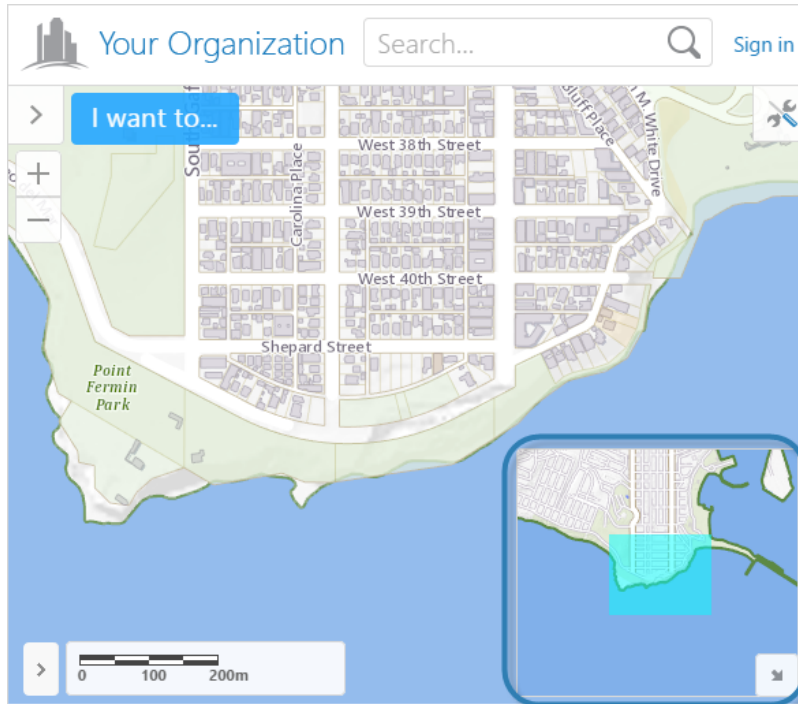 Your Organization
Search...
Sign in
I want to...
Bluff Place
M. White Drive
West 38th Street
Carolina Place
West 39th Street
West 40th Street
Shepard Street
Point
Fermin
Park
0 100 200m